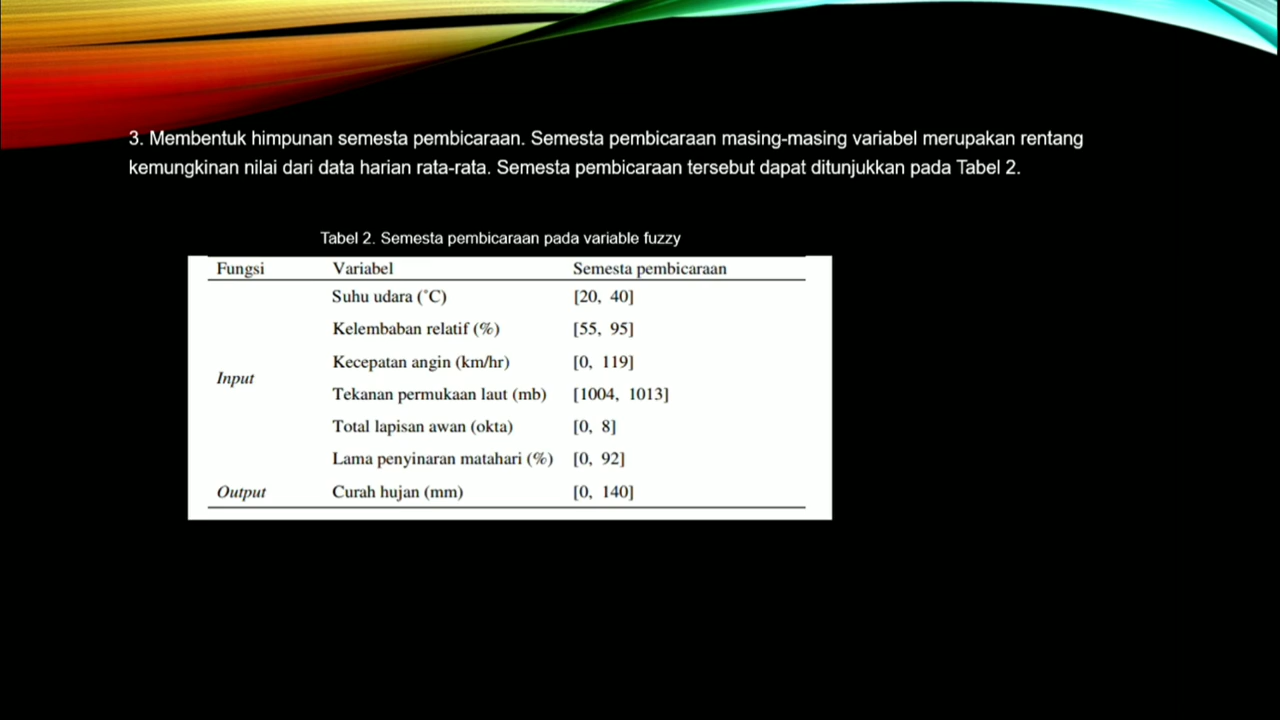 3. Membentuk himpunan semesta pembicaraan. Semesta pembicaraan masing-masing variabel merupakan rentang
kemungkinan nilai dari data harian rata-rata. Semesta pembicaraan tersebut dapat ditunjukkan pada Tabel 2.
Tabel 2. Semesta pembicaraan pada variable fuzzy
Fungsi Variabel Semesta pembicaraan
Suhu udara (˚C) [20, 40]
Kelembaban relatif (%) [55, 95]
Kecepatan angin (km/hr) [0, 119]
Input
Tekanan permukaan laut (mb) [1004, 1013]
Total lapisan awan (okta) [0, 8]
Lama penyinaran matahari (%) [0, 92]
Output Curah hujan (mm) [0, 140]